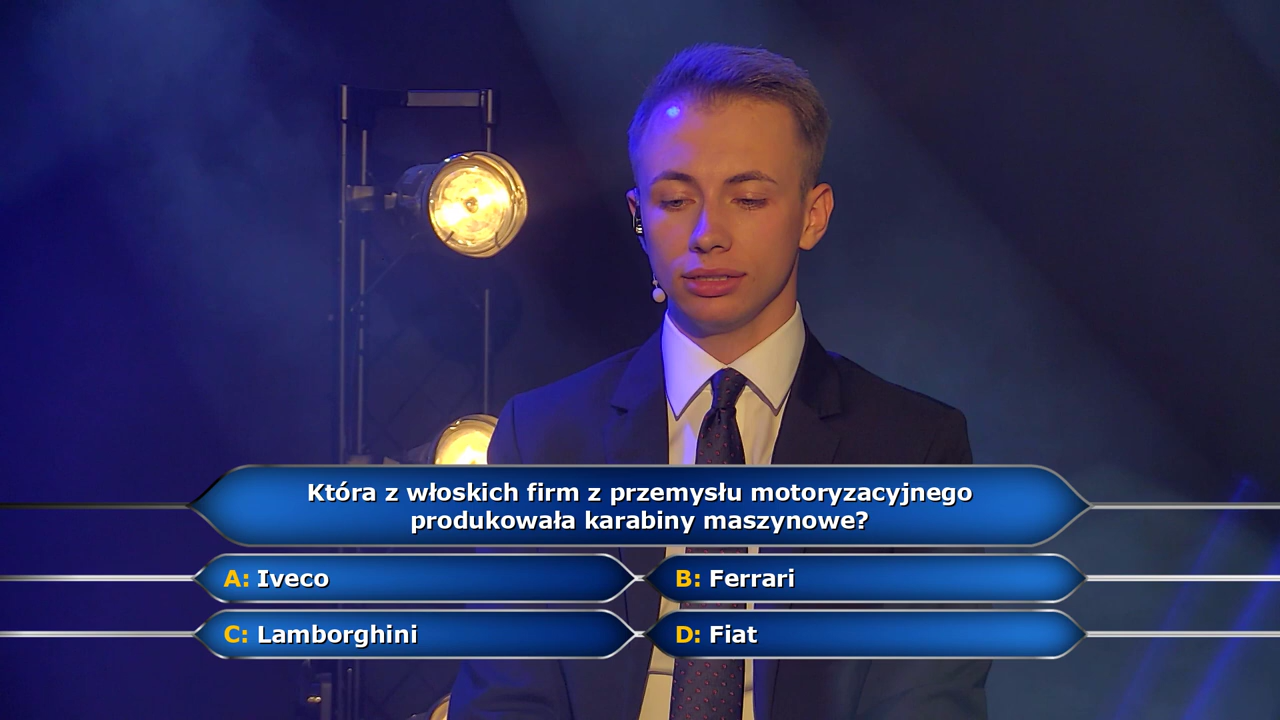 Która z włoskich firm z przemysłu motoryzacyjnego
produkowała karabiny maszynowe?
A: Iveco
B: Ferrari
C: Lamborghini
D: Fiat